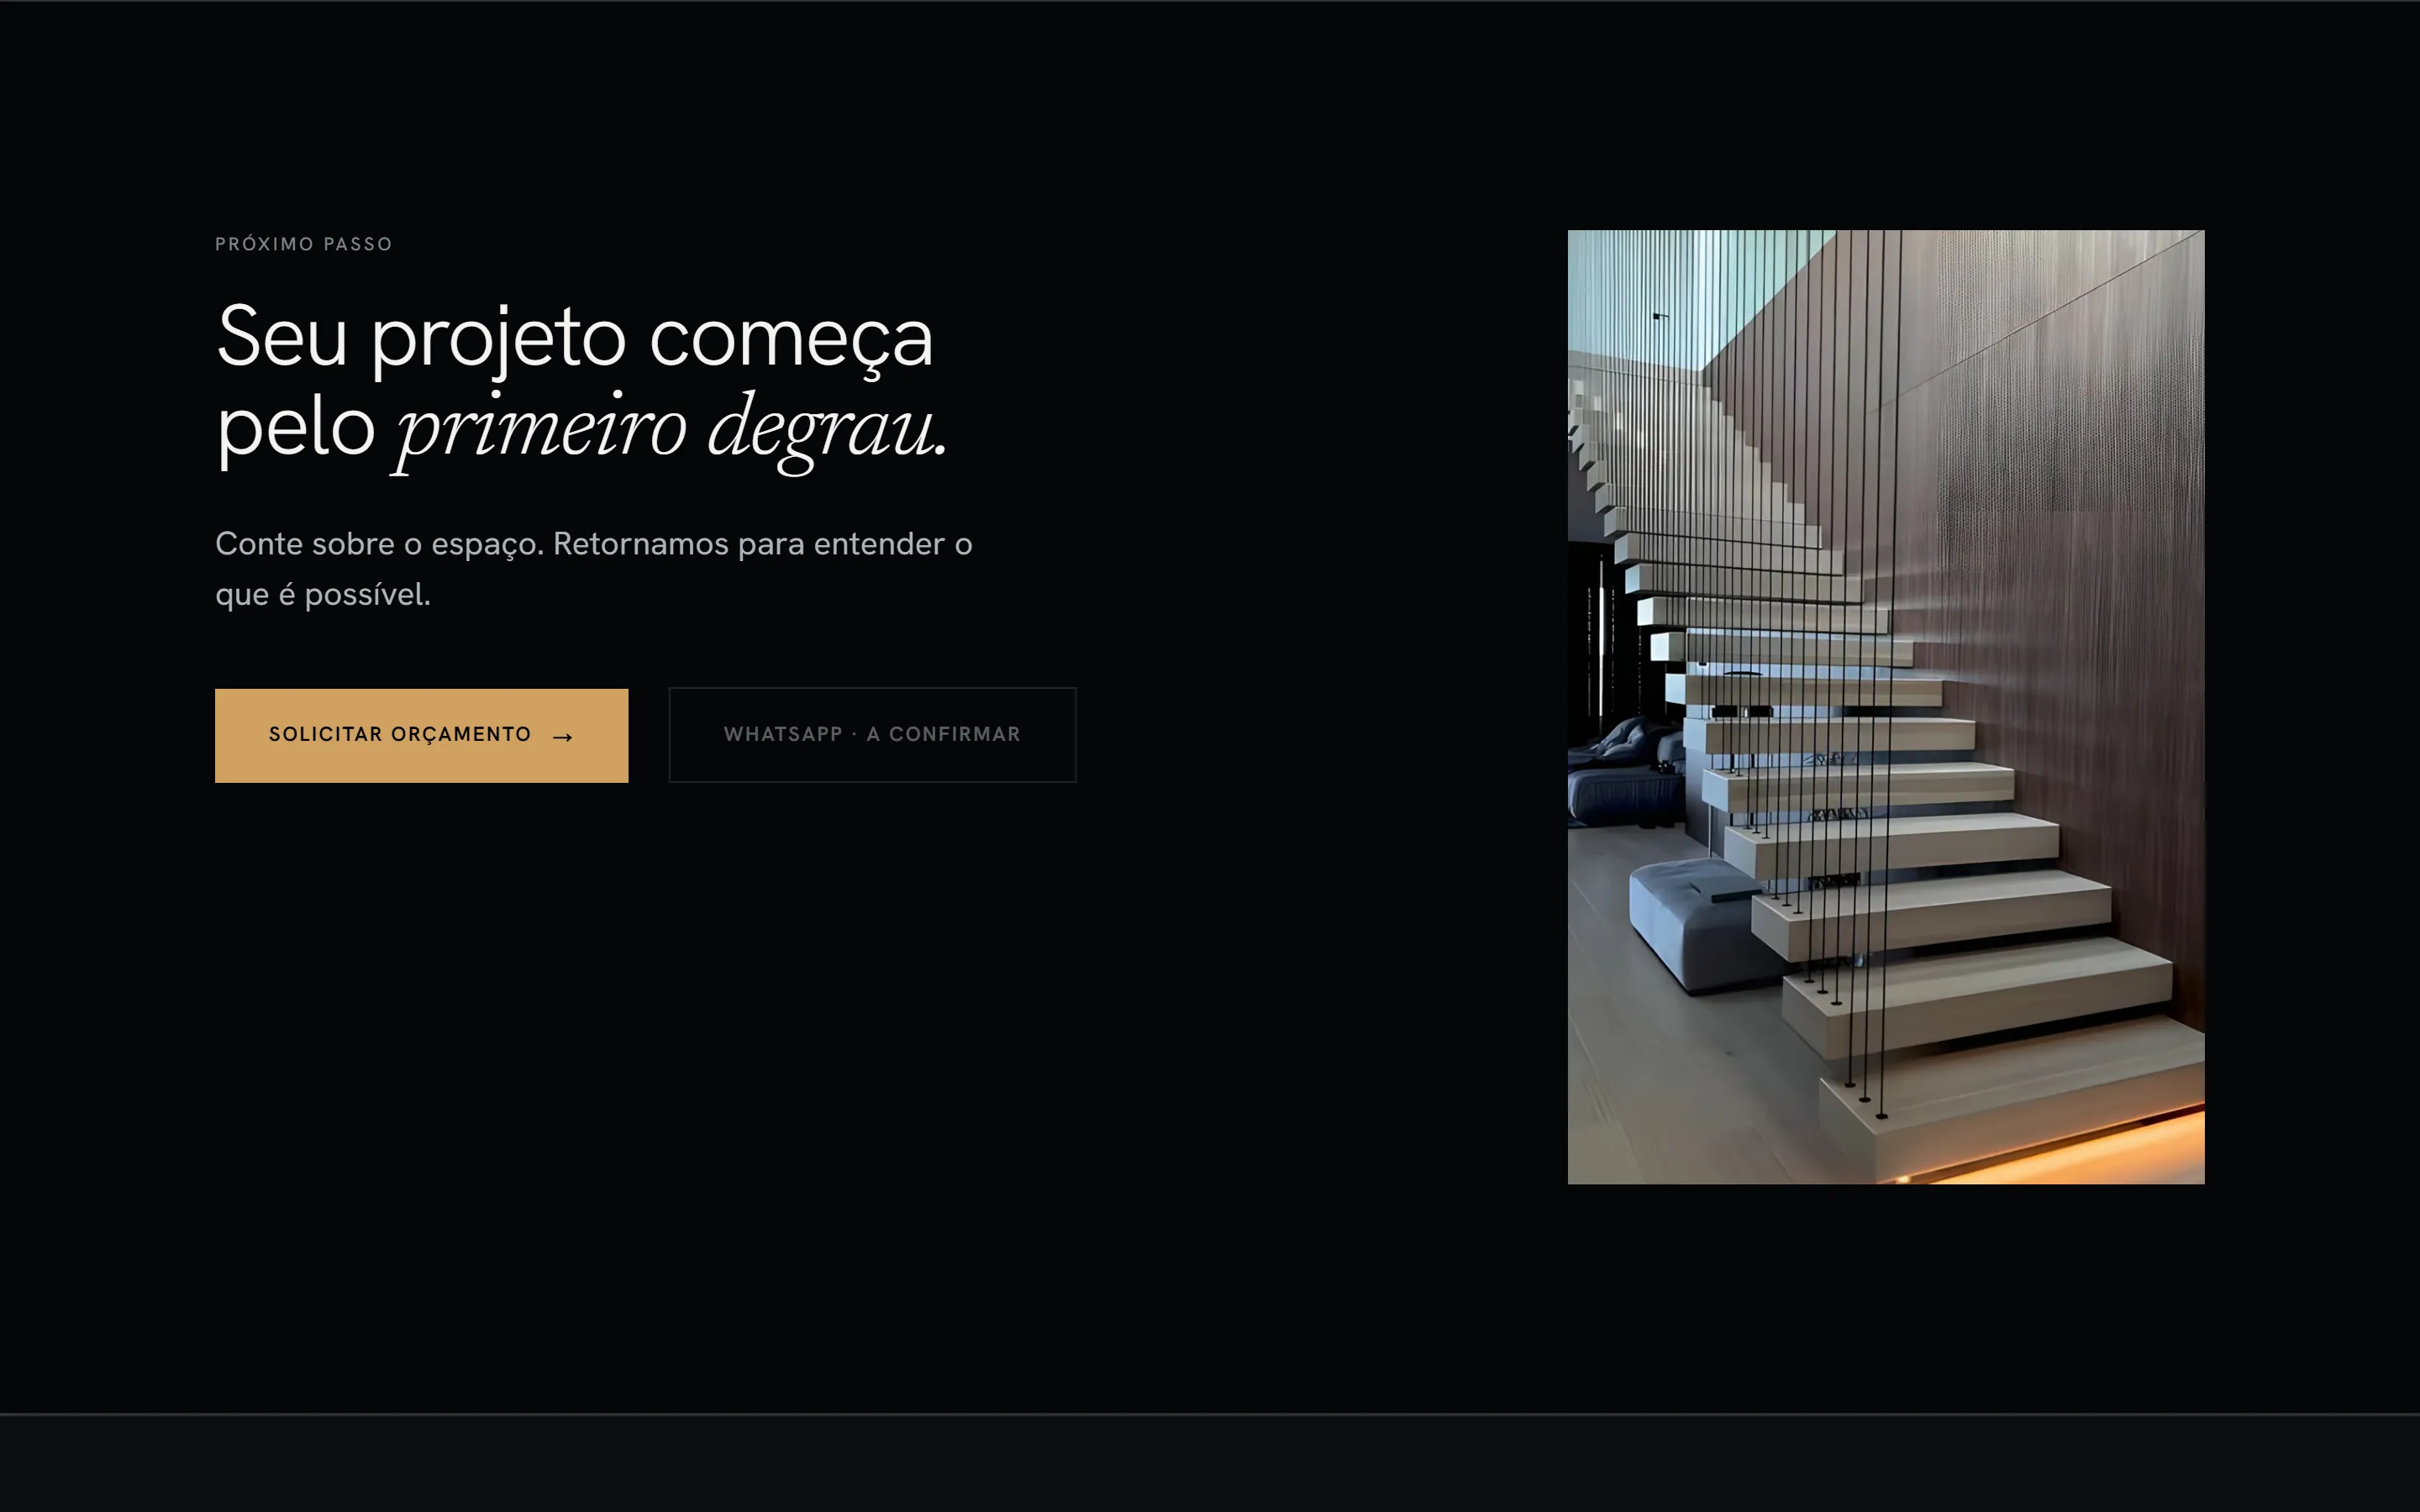 PRÓXIMO PASSO
Seu projeto começa
pelo primeiro degrau.
Conte sobre o espaço. Retornamos para entender o
que é possível.
SOLICITAR ORÇAMENTO →
WHATSAPP · A CONFIRMAR